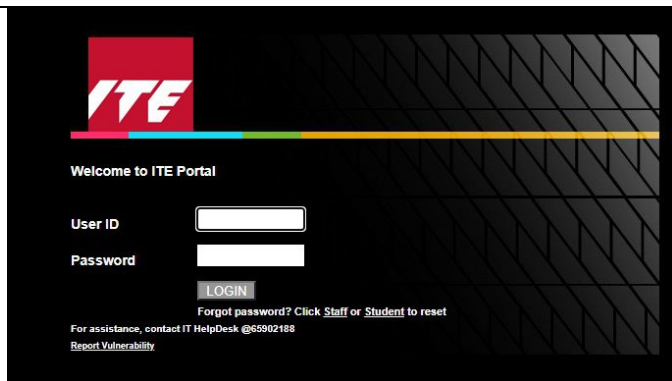 ITE
Welcome to ITE Portal
User ID
Password
LOGIN
Forgot password? Click Staff or Student to reset
For assistance, contact IT HelpDesk @65902188
Report Vulnerability